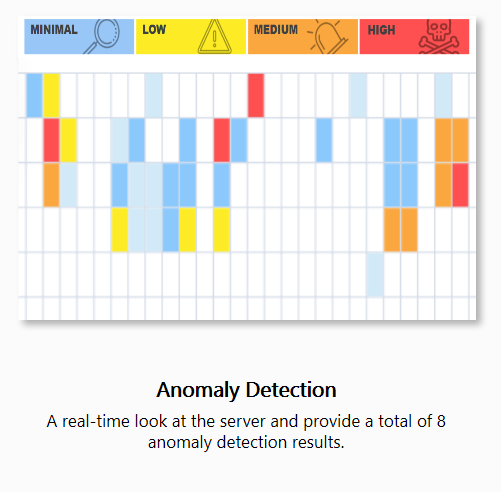 MINIMAL LOW MEDIUM HIGH
Anomaly Detection
A real-time look at the server and provide a total of 8
anomaly detection results.